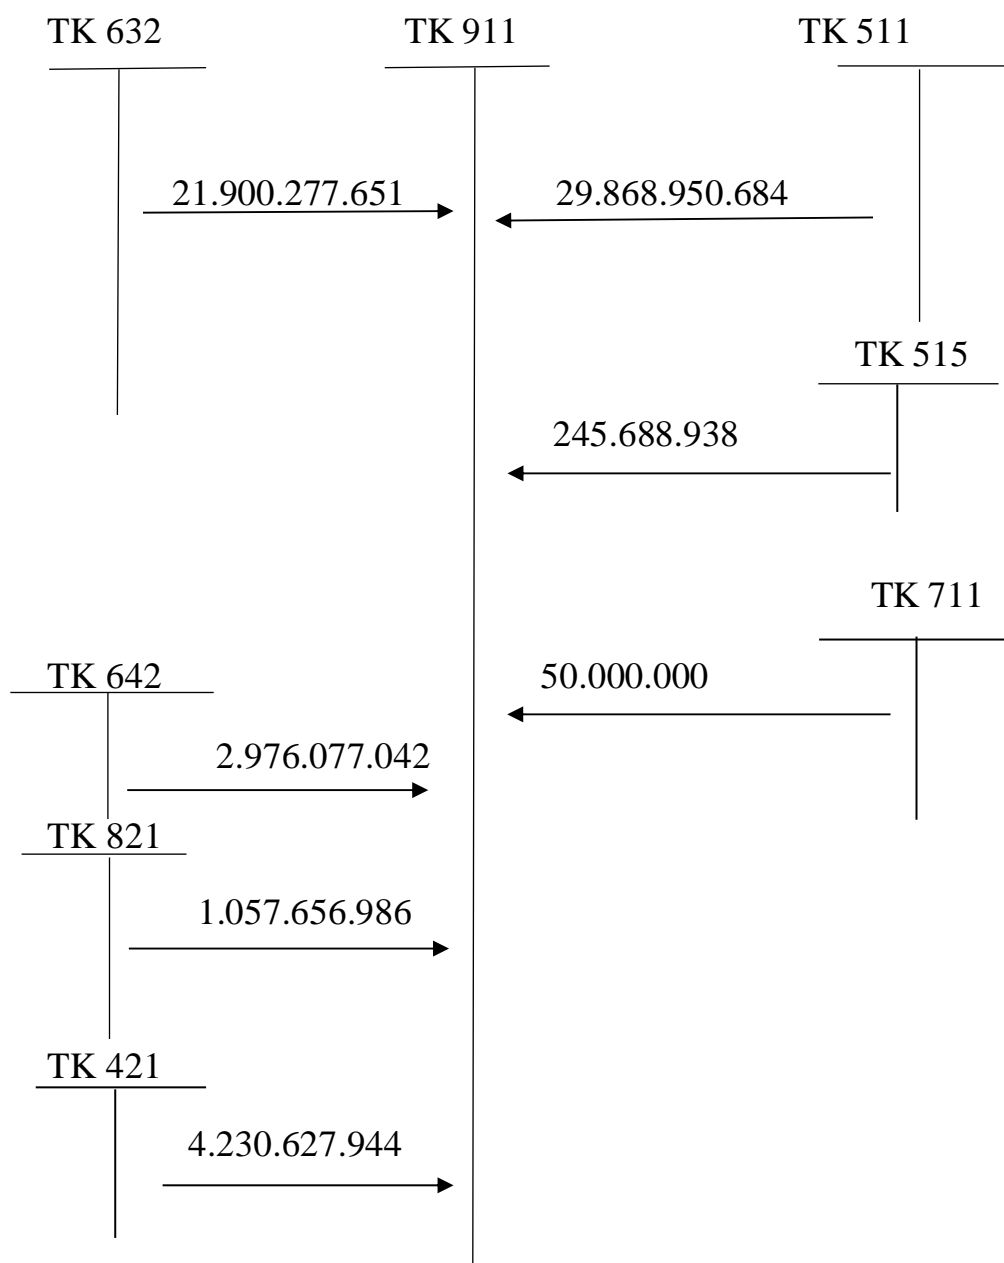 TK 632 TK 911 TK 511
21.900.277.651 29.868.950.684
TK 515
245.688.938
TK 711
TK 642 50.000.000
2.976.077.042
TK 821
1.057.656.986
TK 421
4.230.627.944